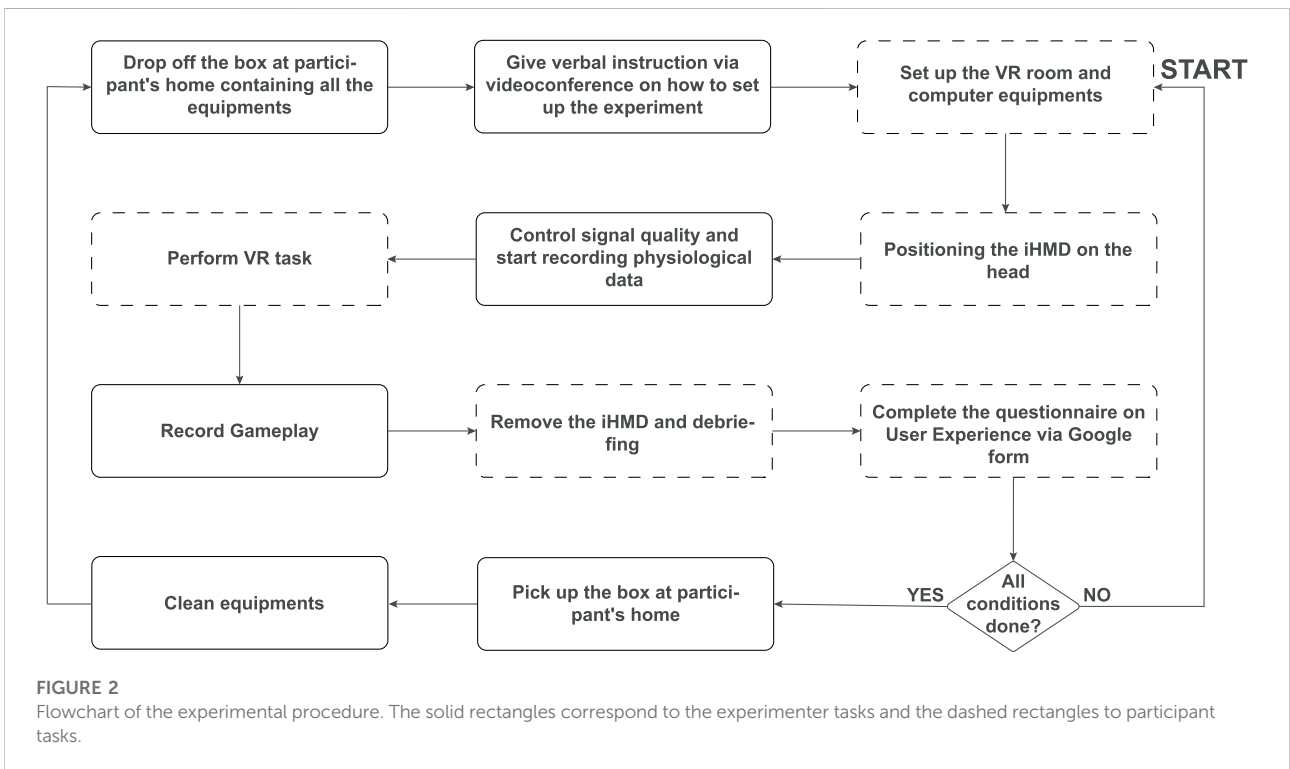 Drop off the box at partici-
pant's home containing all the
equipments
Give verbal instruction via
videoconference on how to set
up the experiment
Set up the VR room and
computer equipments
START
Perform VR task
Control signal quality and
start recording physiological
data
Positioning the iHMD on the
head
Record Gameplay
Remove the iHMD and debrie-
fing
Complete the questionnaire on
User Experience via Google
form
Clean equipments
Pick up the box at partici-
pant's home
YES
All
conditions
done?
NO
FIGURE 2
Flowchart of the experimental procedure. The solid rectangles correspond to the experimenter tasks and the dashed rectangles to participant
tasks.